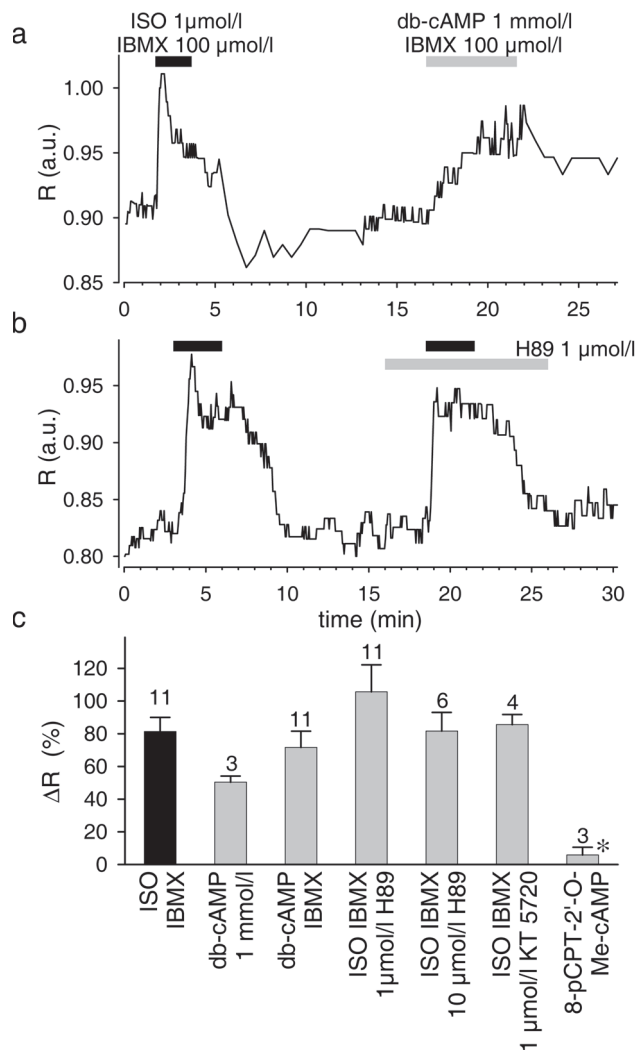 a
ISO 1µmol/l
IBMX 100 µmol/l
db-cAMP 1 mmol/l
IBMX 100 µmol/l
R (a.u.)
1.00
0.95
0.90
0.85
0 5 10 15 20 25
b
H89 1 µmol/l
R (a.u.)
0.95
0.90
0.85
0.80
0 5 10 15 20 25 30
time (min)
c
ΔR (%)
120
100
80
60
40
20
0
11 3 11 11 6 4 3 *
ISO
IBMX
db-cAMP
1 mmol/l
db-cAMP
IBMX
ISO IBMX
1µmol/l H89
ISO IBMX
10 µmol/l H89
ISO IBMX
1 µmol/l KT 5720
8-pCPT-2'-O-
Me-cAMP